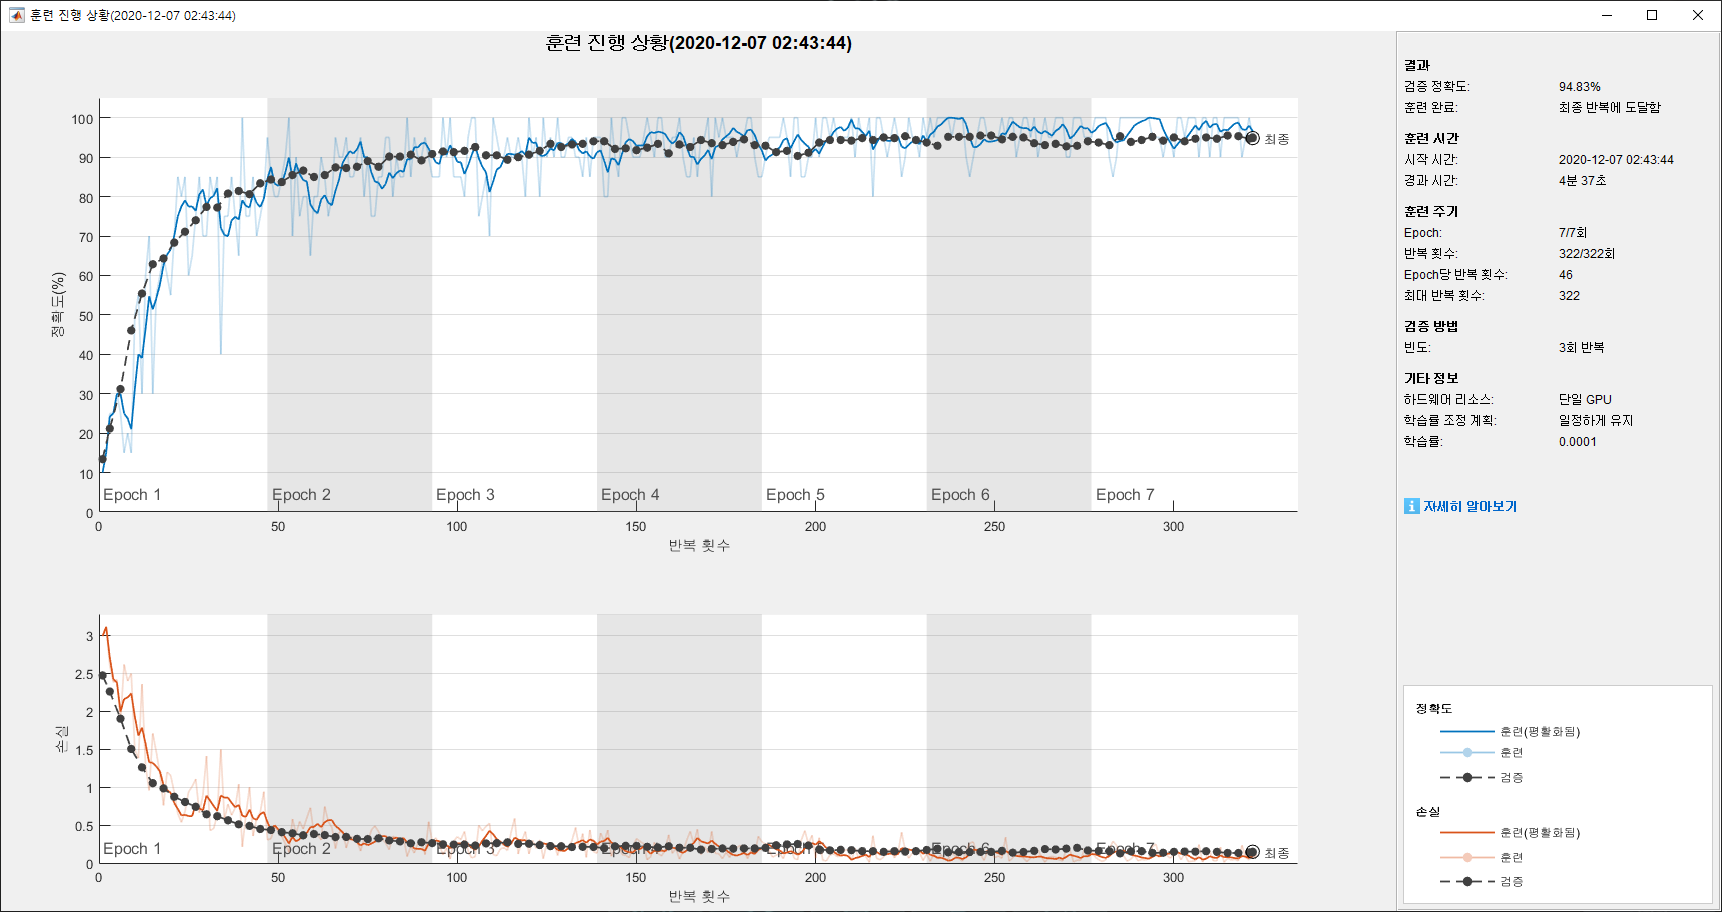 훈련 진행 상황(2020-12-07 02:43:44)
훈련 진행 상황(2020-12-07 02:43:44)
100
90
80
70
60
50
40
30
20
10
0
정확도(%)
Epoch 1
Epoch 2
Epoch 3
Epoch 4
Epoch 5
Epoch 6
Epoch 7
최종
0
50
100
150
200
250
300
반복 횟수
3
2.5
2
1.5
1
0.5
0
손실
Epoch 1
Epoch 2
Epoch 3
Epoch 4
Epoch 5
Epoch 6
Epoch 7
최종
0
50
100
150
200
250
300
반복 횟수
결과
검증 정확도: 94.83%
훈련 완료: 최종 반복에 도달함
훈련 시간
시작 시간: 2020-12-07 02:43:44
경과 시간: 4분 37초
훈련 주기
Epoch: 7/7회
반복 횟수: 322/322회
Epoch당 반복 횟수: 46
최대 반복 횟수: 322
검증 방법
빈도: 3회 반복
기타 정보
하드웨어 리소스: 단일 GPU
학습률 조정 계획: 일정하게 유지
학습률: 0.0001
i 자세히 알아보기
정확도
훈련(평활화됨)
훈련
검증
손실
훈련(평활화됨)
훈련
검증